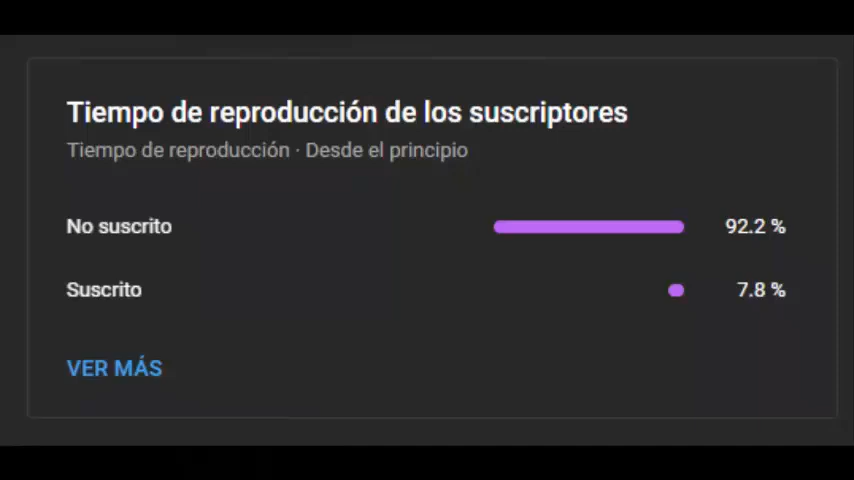 Tiempo de reproducción de los suscriptores
Tiempo de reproducción · Desde el principio
No suscrito 92.2 %
Suscrito 7.8 %
VER MÁS